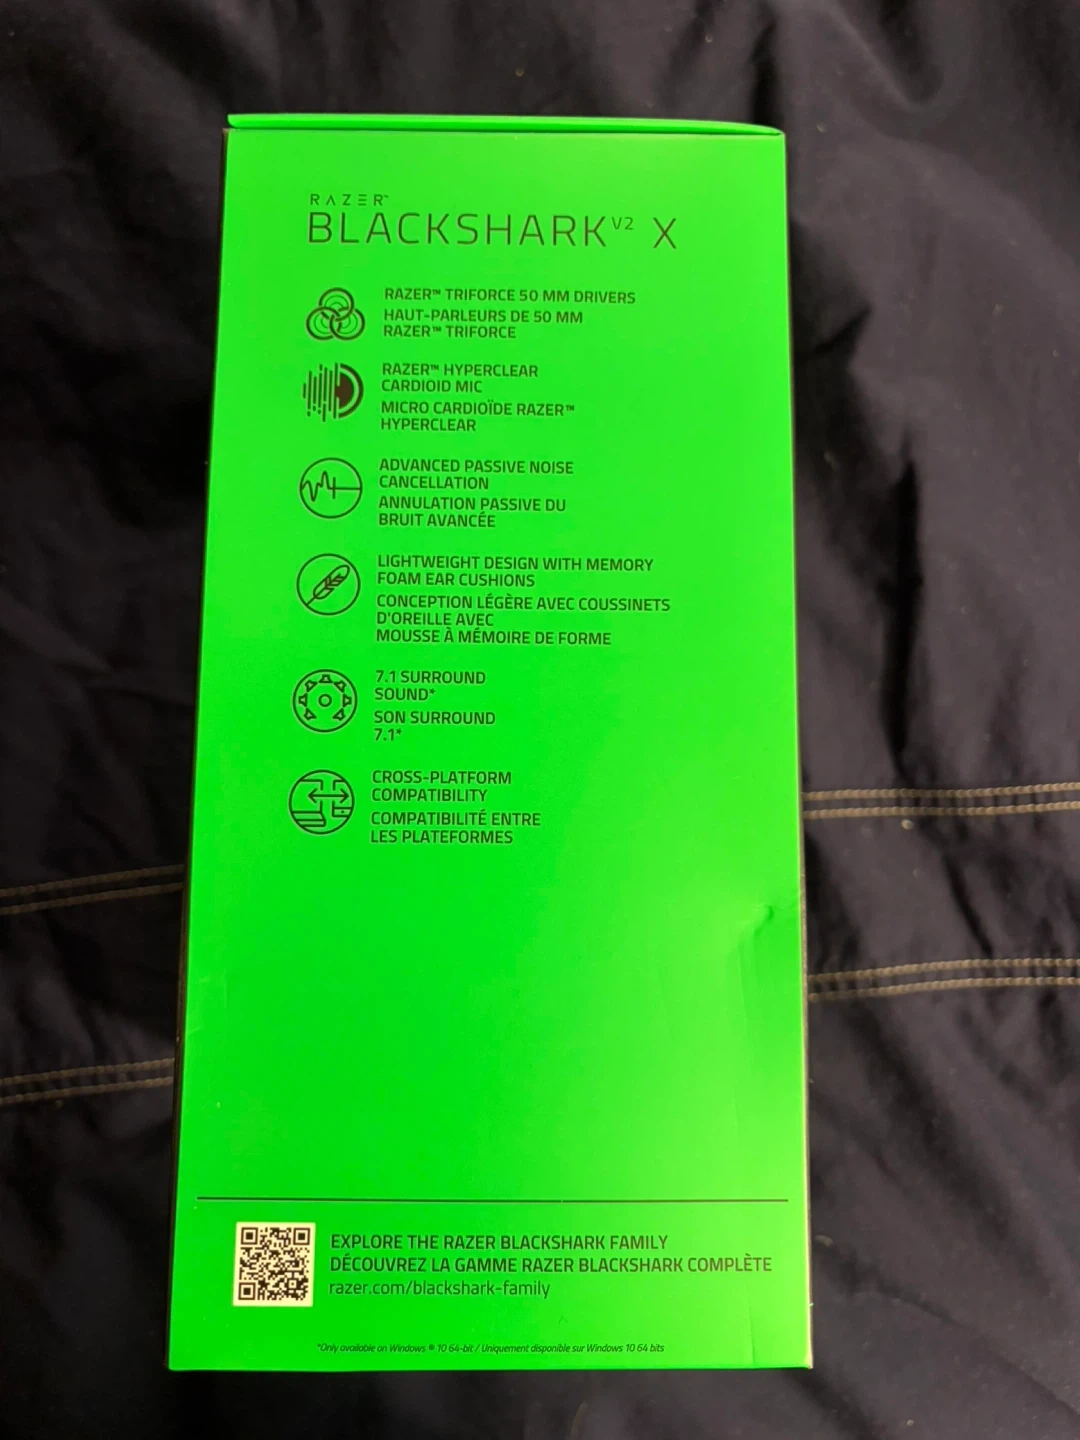 RAZER™
BLACKSHARK V2 X
RAZER™ TRIFORCE 50 MM DRIVERS
HAUT-PARLEURS DE 50 MM
RAZER™ TRIFORCE
RAZER™ HYPERCLEAR
CARDIOID MIC
MICRO CARDIOÏDE RAZER™
HYPERCLEAR
ADVANCED PASSIVE NOISE
CANCELLATION
ANNULATION PASSIVE DU
BRUIT AVANCÉE
LIGHTWEIGHT DESIGN WITH MEMORY
FOAM EAR CUSHIONS
CONCEPTION LÉGÈRE AVEC COUSSINETS
D'OREILLE AVEC
MOUSSE À MÉMOIRE DE FORME
7.1 SURROUND
SOUND*
SON SURROUND
7.1*
CROSS-PLATFORM
COMPATIBILITY
COMPATIBILITÉ ENTRE
LES PLATEFORMES
EXPLORE THE RAZER BLACKSHARK FAMILY
DÉCOUVREZ LA GAMME RAZER BLACKSHARK COMPLÈTE
razer.com/blackshark-family
*Only available on Windows ® 10 64-bit / Uniquement disponible sur Windows 10 64 bits